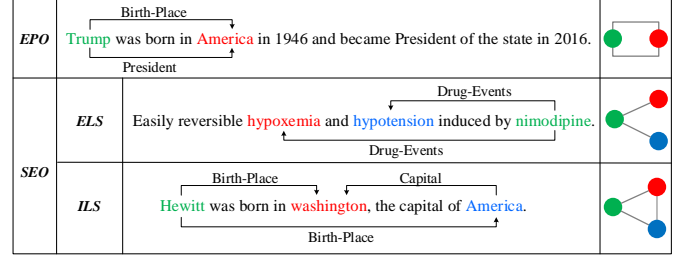 Birth-Place
EPO Trump was born in America in 1946 and became President of the state in 2016.
President
Drug-Events
ELS Easily reversible hypoxemia and hypotension induced by nimodipine.
Drug-Events
SEO
Birth-Place Capital
ILS Hewitt was born in washington, the capital of America.
Birth-Place